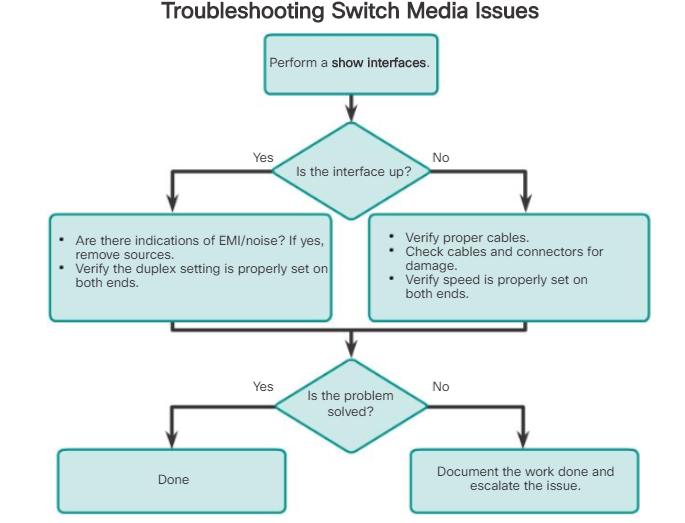 Troubleshooting Switch Media Issues
Perform a show interfaces.
Yes
No
Is the interface up?
• Are there indications of EMI/noise? If yes,
remove sources.
• Verify the duplex setting is properly set on
both ends.
• Verify proper cables.
• Check cables and connectors for
damage.
• Verify speed is properly set on
both ends.
Yes
No
Is the problem
solved?
Done
Document the work done and
escalate the issue.